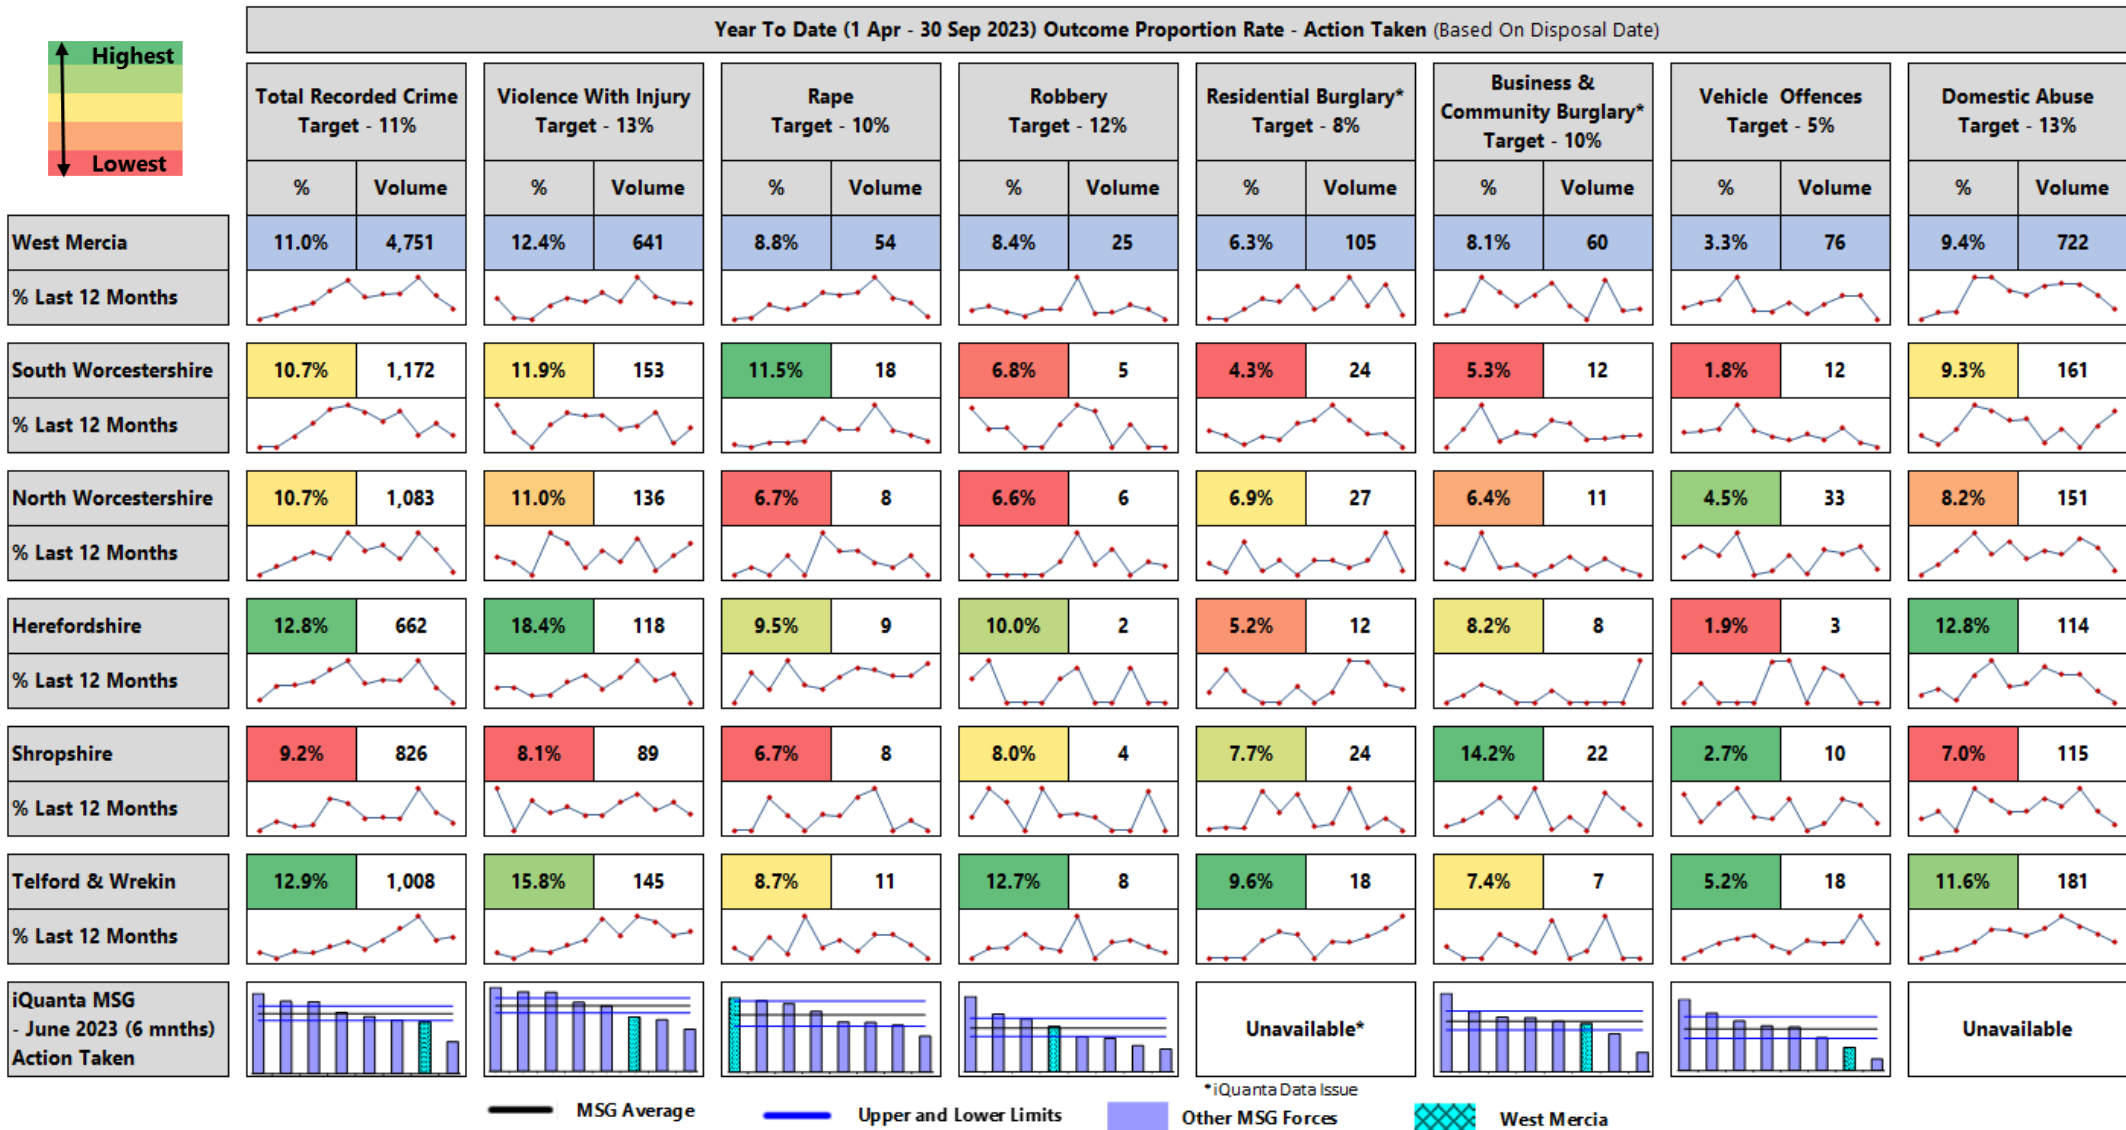 Highest
Lowest
Year To Date (1 Apr - 30 Sep 2023) Outcome Proportion Rate - Action Taken (Based On Disposal Date)
Total Recorded Crime
Target - 11%
Violence With Injury
Target - 13%
Rape
Target - 10%
Robbery
Target - 12%
Residential Burglary*
Target - 8%
Business &
Community Burglary*
Target - 10%
Vehicle Offences
Target - 5%
Domestic Abuse
Target - 13%
% Volume % Volume % Volume % Volume % Volume % Volume % Volume % Volume
West Mercia 11.0% 4,751 12.4% 641 8.8% 54 8.4% 25 6.3% 105 8.1% 60 3.3% 76 9.4% 722
% Last 12 Months
South Worcestershire 10.7% 1,172 11.9% 153 11.5% 18 6.8% 5 4.3% 24 5.3% 12 1.8% 12 9.3% 161
% Last 12 Months
North Worcestershire 10.7% 1,083 11.0% 136 6.7% 8 6.6% 6 6.9% 27 6.4% 11 4.5% 33 8.2% 151
% Last 12 Months
Herefordshire 12.8% 662 18.4% 118 9.5% 9 10.0% 2 5.2% 12 8.2% 8 1.9% 3 12.8% 114
% Last 12 Months
Shropshire 9.2% 826 8.1% 89 6.7% 8 8.0% 4 7.7% 24 14.2% 22 2.7% 10 7.0% 115
% Last 12 Months
Telford & Wrekin 12.9% 1,008 15.8% 145 8.7% 11 12.7% 8 9.6% 18 7.4% 7 5.2% 18 11.6% 181
% Last 12 Months
iQuanta MSG
- June 2023 (6 mnths)
Action Taken
Unavailable*
Unavailable
*iQuanta Data Issue
MSG Average
Upper and Lower Limits
Other MSG Forces
West Mercia